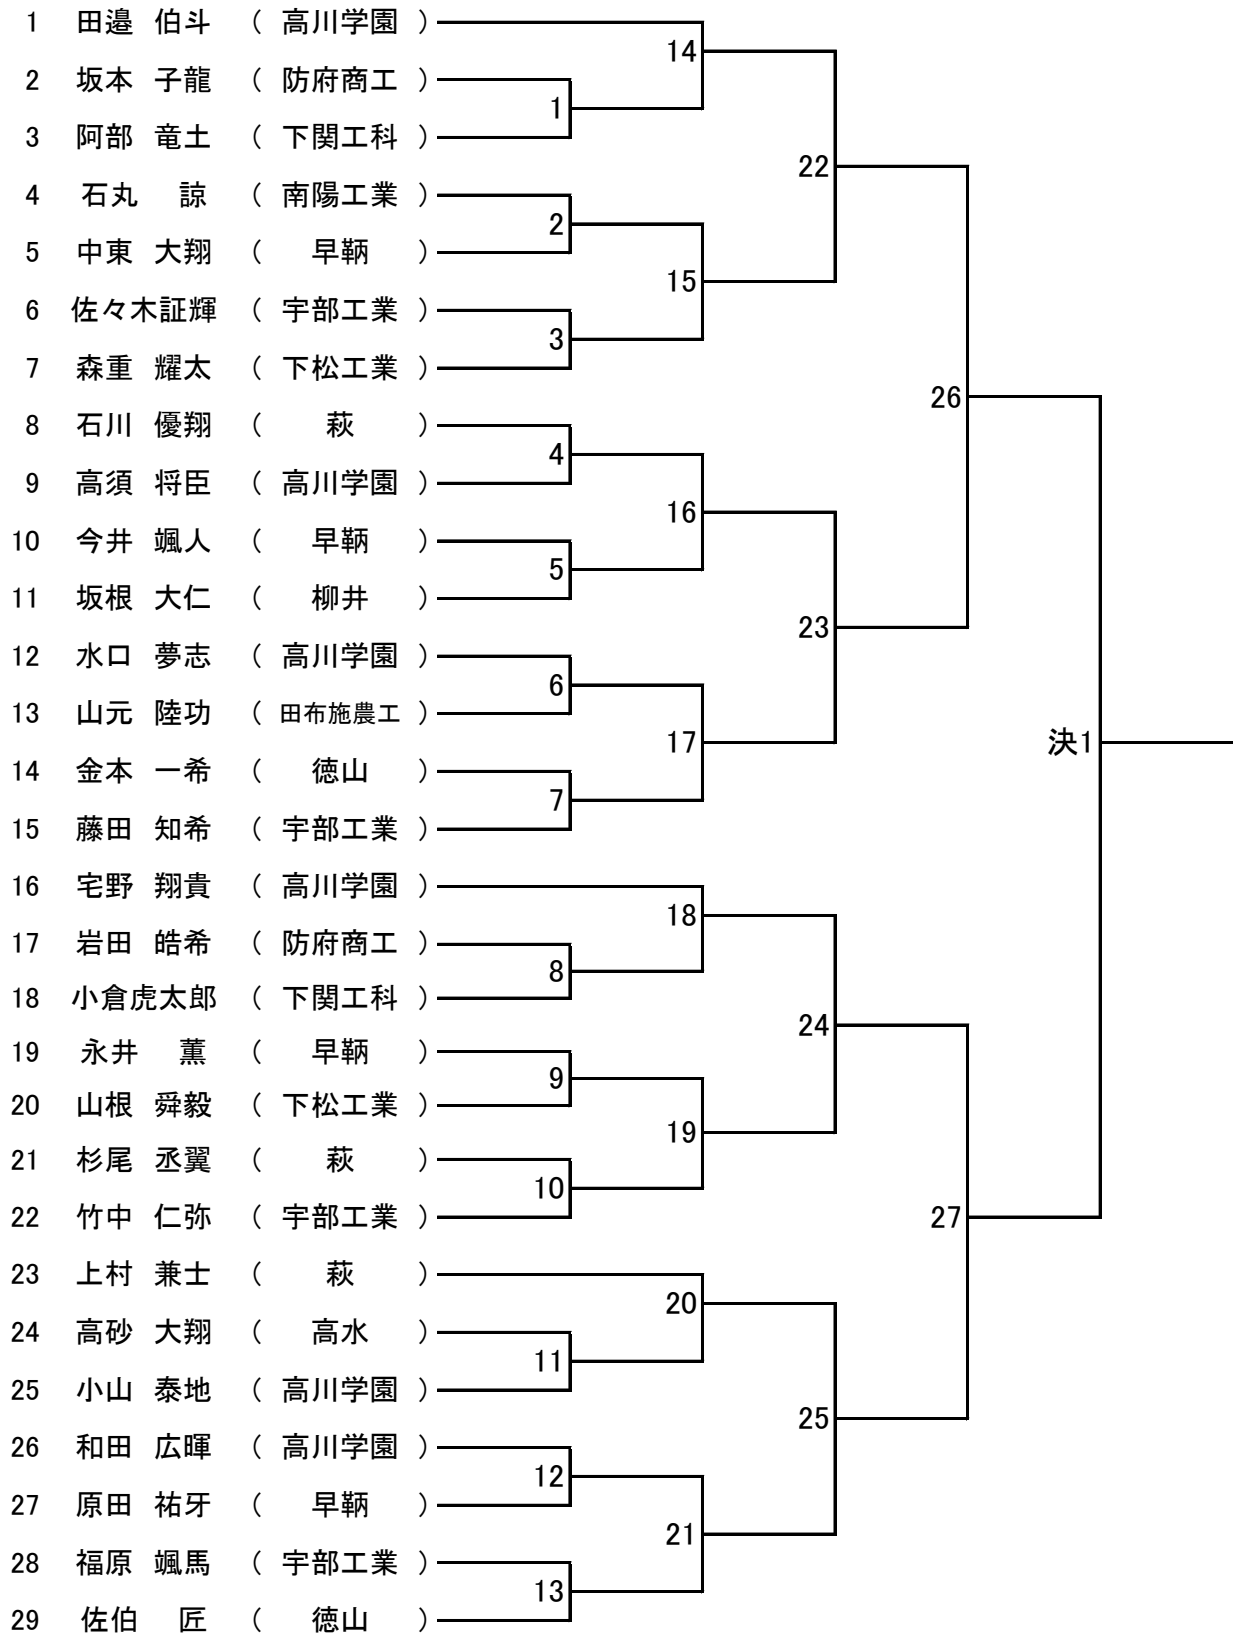 1 田邉 伯斗 ( 高川学園 )
14
2 坂本 子龍 ( 防府商工 )
1
3 阿部 竜土 ( 下関工科 )
22
4 石丸 諒 ( 南陽工業 )
2
5 中東 大翔 ( 早鞆 )
15
6 佐々木証輝 ( 宇部工業 )
3
7 森重 耀太 ( 下松工業 )
26
8 石川 優翔 ( 萩 )
4
9 高須 将臣 ( 高川学園 )
16
10 今井 颯人 ( 早鞆 )
5
11 坂根 大仁 ( 柳井 )
23
12 水口 夢志 ( 高川学園 )
6
13 山元 陸功 ( 田布施農工 )
17
決1
14 金本 一希 ( 徳山 )
7
15 藤田 知希 ( 宇部工業 )
16 宅野 翔貴 ( 高川学園 )
18
17 岩田 皓希 ( 防府商工 )
8
18 小倉虎太郎 ( 下関工科 )
24
19 永井 薫 ( 早鞆 )
9
20 山根 舜毅 ( 下松工業 )
19
21 杉尾 丞翼 ( 萩 )
10
22 竹中 仁弥 ( 宇部工業 )
27
23 上村 兼士 ( 萩 )
20
24 高砂 大翔 ( 高水 )
11
25 小山 泰地 ( 高川学園 )
25
26 和田 広暉 ( 高川学園 )
12
27 原田 祐牙 ( 早鞆 )
21
28 福原 颯馬 ( 宇部工業 )
13
29 佐伯 匠 ( 徳山 )